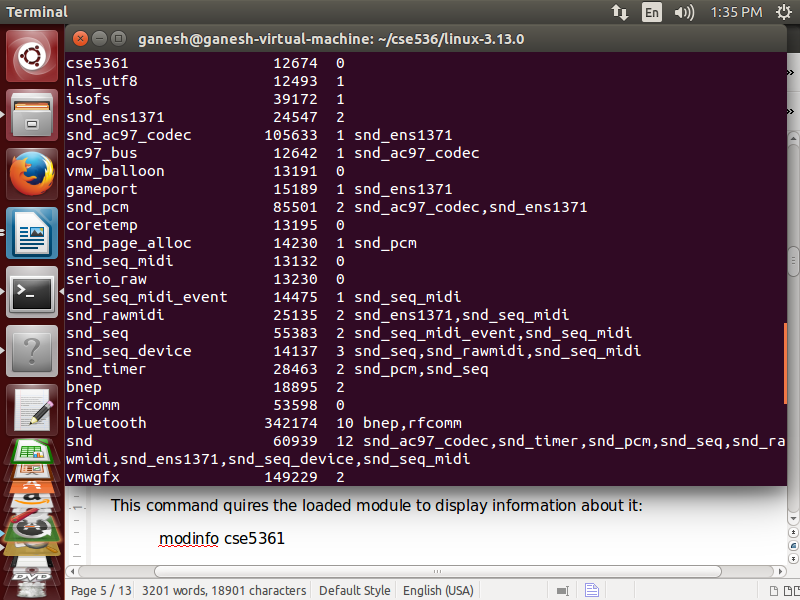 Terminal
En
1:35 PM
ganesh@ganesh-virtual-machine: ~/cse536/linux-3.13.0
cse5361 12674 0
nls_utf8 12493 1
isofs 39172 1
snd_ens1371 24547 2
snd_ac97_codec 105633 1 snd_ens1371
ac97_bus 12642 1 snd_ac97_codec
vmw_balloon 13191 0
gameport 15189 1 snd_ens1371
snd_pcm 85501 2 snd_ac97_codec,snd_ens1371
coretemp 13195 0
snd_page_alloc 14230 1 snd_pcm
snd_seq_midi 13132 0
serio_raw 13230 0
snd_seq_midi_event 14475 1 snd_seq_midi
snd_rawmidi 25135 2 snd_ens1371,snd_seq_midi
snd_seq 55383 2 snd_seq_midi_event,snd_seq_midi
snd_seq_device 14137 3 snd_seq,snd_rawmidi,snd_seq_midi
snd_timer 28463 2 snd_pcm,snd_seq
bnep 18895 2
rfcomm 53598 0
bluetooth 342174 10 bnep,rfcomm
snd 60939 12 snd_ac97_codec,snd_timer,snd_pcm,snd_seq,snd_ra
wmidi,snd_ens1371,snd_seq_device,snd_seq_midi
vmwgfx 149229 2
This command quires the loaded module to display information about it:
modinfo cse5361
Page 5 / 13 3201 words, 18901 characters Default Style English (USA)